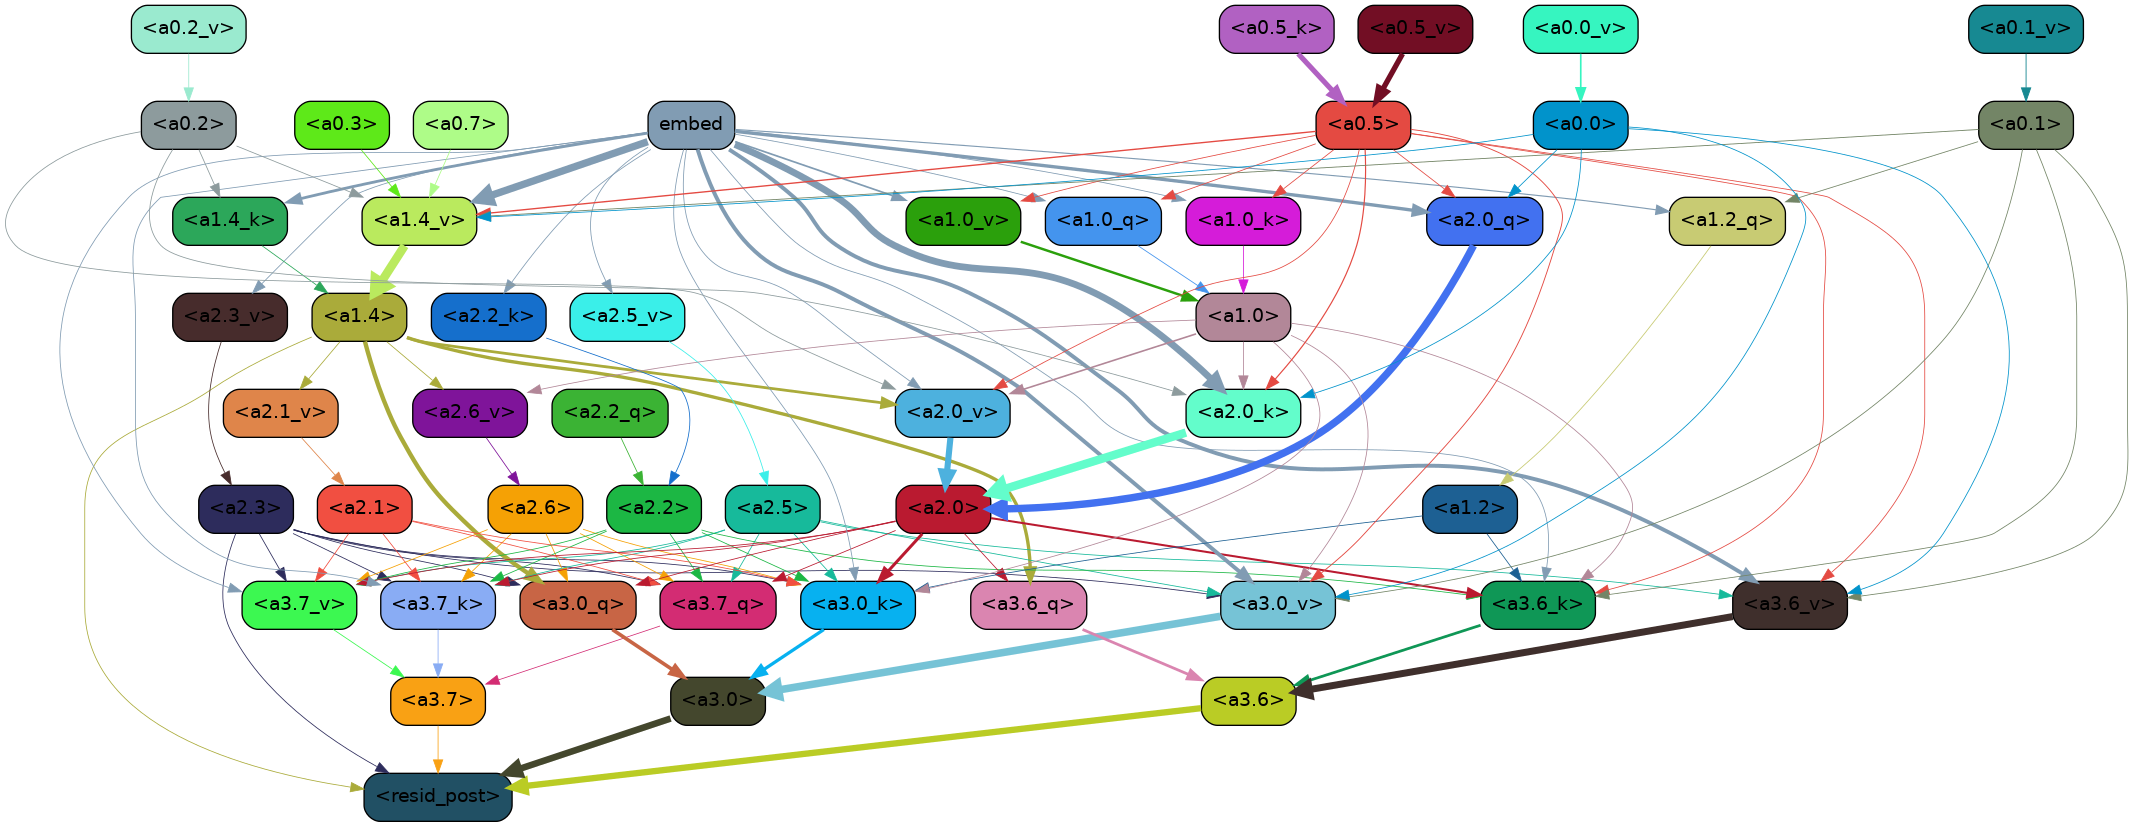 <a0.2_v> <a0.5_k> <a0.5_v> <a0.0_v> <a0.1_v>
<a0.2> <a0.3> <a0.7> embed <a0.5> <a0.0> <a0.1>
<a1.4_k> <a1.4_v> <a1.0_v> <a1.0_q> <a1.0_k> <a2.0_q> <a1.2_q>
<a2.3_v> <a1.4> <a2.2_k> <a2.5_v> <a1.0>
<a2.1_v> <a2.6_v> <a2.2_q> <a2.0_v> <a2.0_k>
<a2.3> <a2.1> <a2.6> <a2.2> <a2.5> <a2.0> <a1.2>
<a3.7_v> <a3.7_k> <a3.0_q> <a3.7_q> <a3.0_k> <a3.6_q> <a3.0_v> <a3.6_k> <a3.6_v>
<a3.7> <a3.0> <a3.6>
<resid_post>